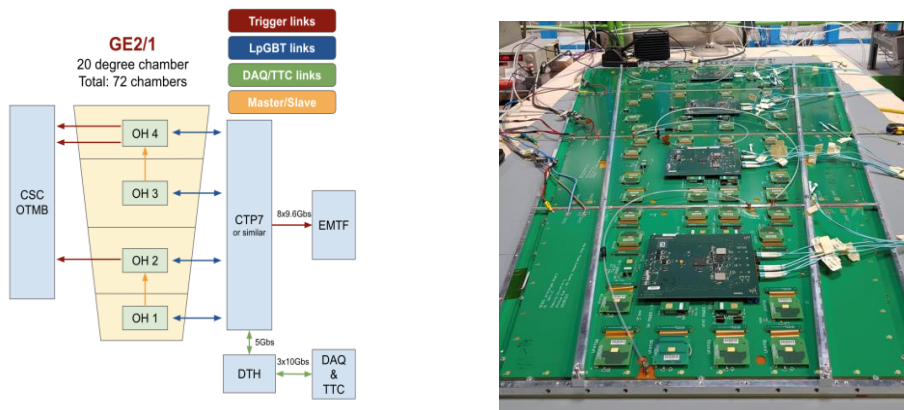 GE2/1
20 degree chamber
Total: 72 chambers
Trigger links
LpGBT links
DAQ/TTC links
Master/Slave
CSC
OTMB
OH 4
OH 3
OH 2
OH 1
CTP7
or similar
8x9.6Gbs
EMTF
5Gbs
DTH
3x10Gbs
DAQ
&
TTC